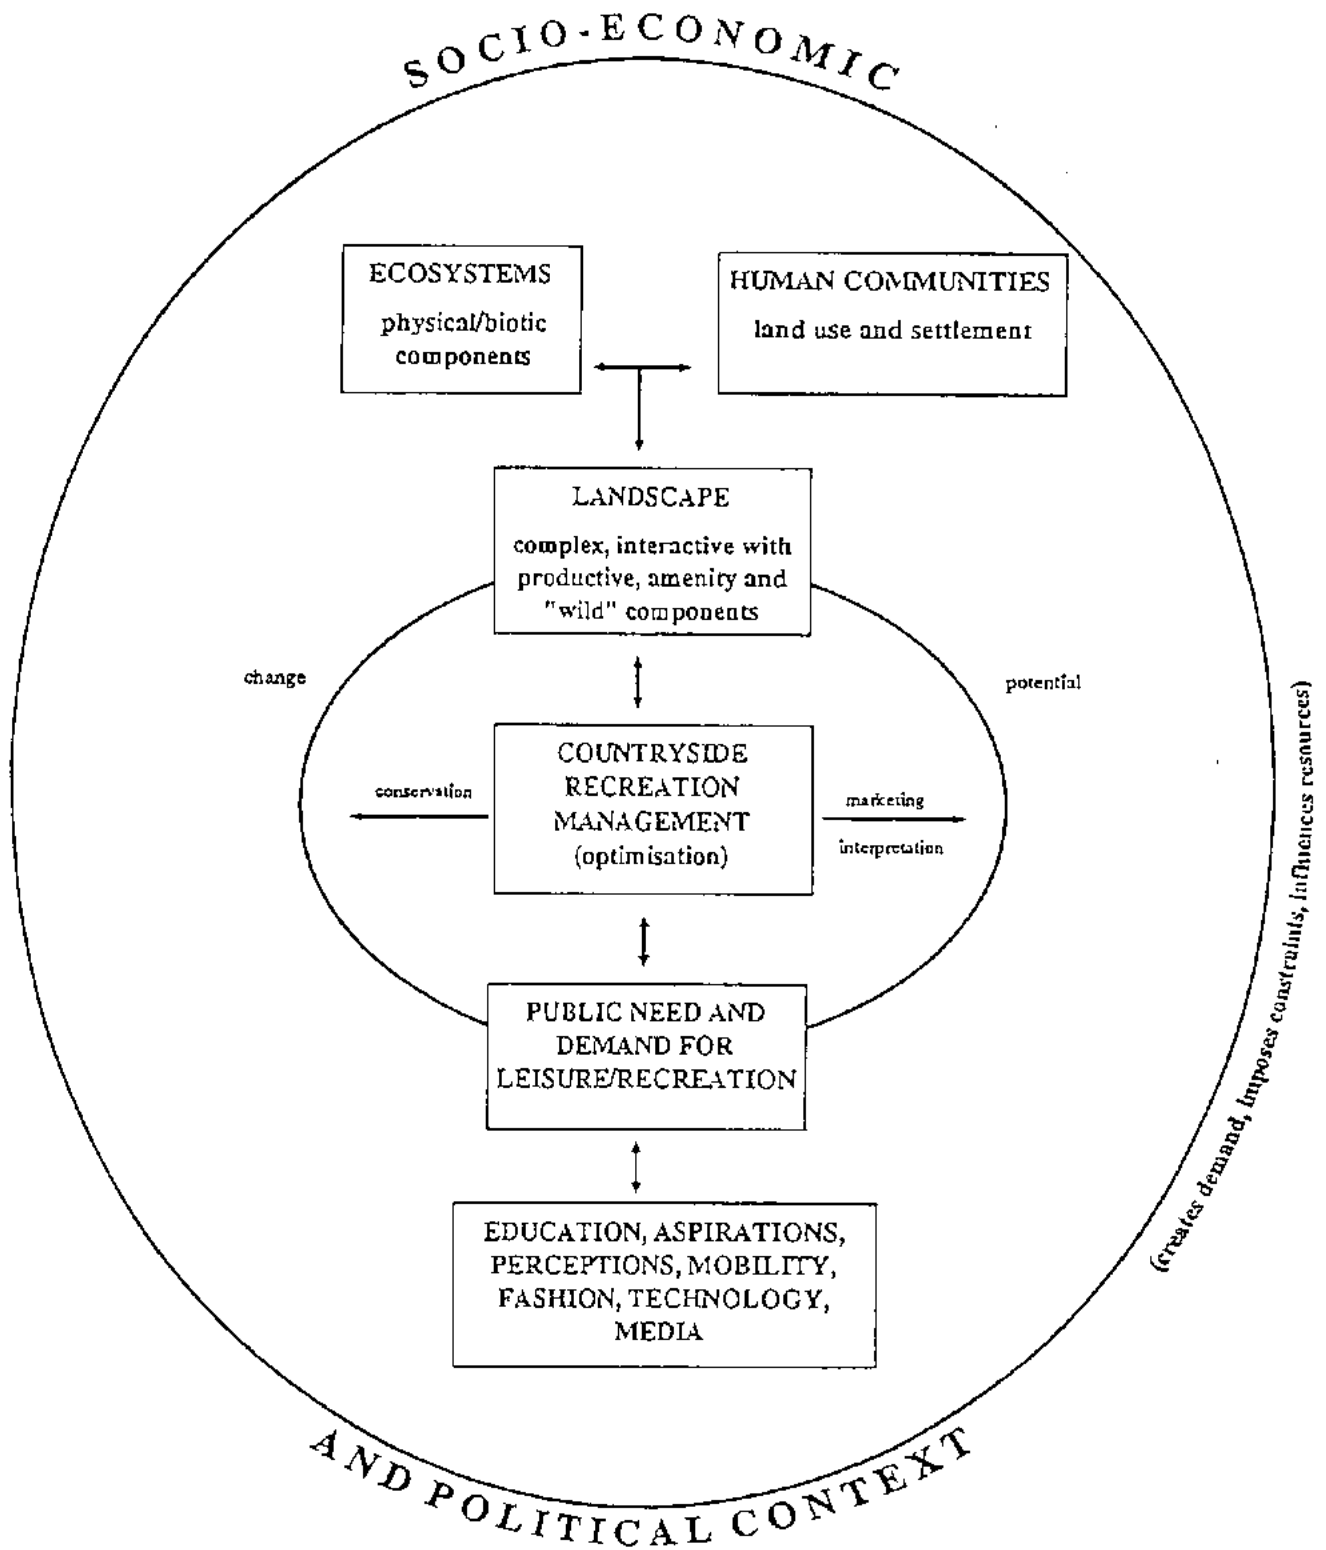 SOCIO-ECONOMIC
ECOSYSTEMS
physical/biotic
components
HUMAN COMMUNITIES
land use and settlement
LANDSCAPE
complex, interactive with
productive, amenity and
"wild" components
change
potential
COUNTRYSIDE
RECREATION
MANAGEMENT
(optimisation)
conservation
marketing
interpretation
PUBLIC NEED AND
DEMAND FOR
LEISURE/RECREATION
EDUCATION, ASPIRATIONS,
PERCEPTIONS, MOBILITY,
FASHION, TECHNOLOGY,
MEDIA
(creates demand, imposes constraints, influences resources)
AND POLITICAL CONTEXT